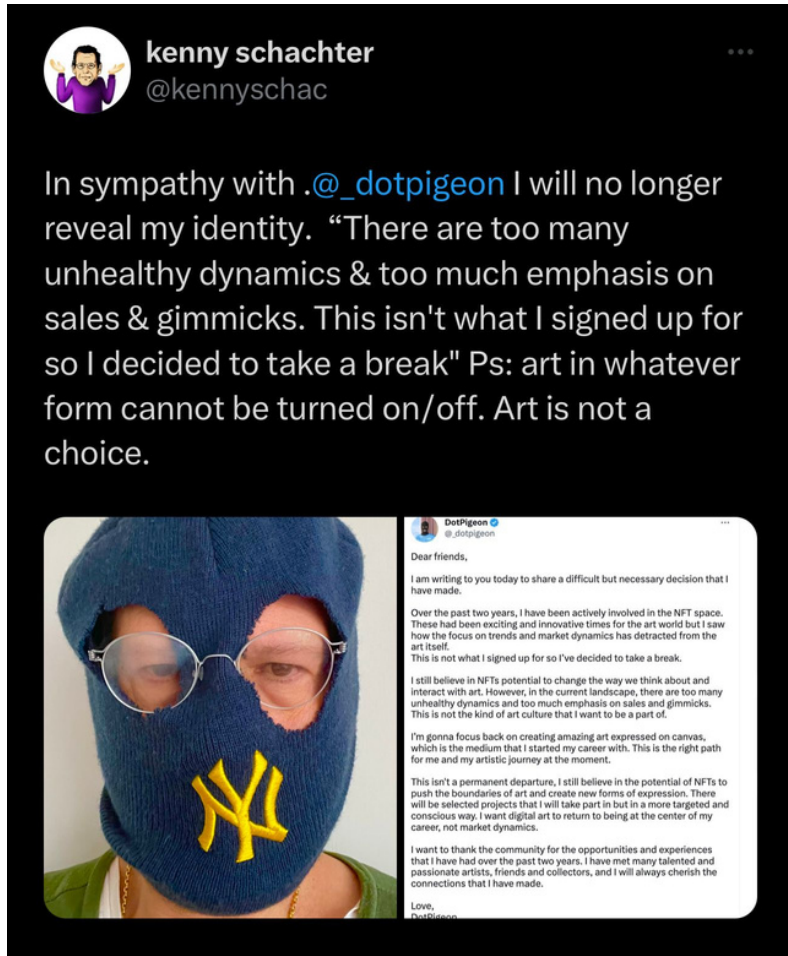 kenny schachter
@kennyschac
In sympathy with .@_dotpigeon I will no longer
reveal my identity.  “There are too many
unhealthy dynamics & too much emphasis on
sales & gimmicks. This isn't what I signed up for
so I decided to take a break" Ps: art in whatever
form cannot be turned on/off. Art is not a
choice.
NY
DotPigeon
@_dotpigeon
Dear friends,
I am writing to you today to share a difficult but necessary decision that I
have made.
Over the past two years, I have been actively involved in the NFT space.
These had been exciting and innovative times for the art world but I saw
how the focus on trends and market dynamics has detracted from the
art itself.
This is not what I signed up for so I've decided to take a break.
I still believe in NFTs potential to change the way we think about and
interact with art. However, in the current landscape, there are too many
unhealthy dynamics and too much emphasis on sales and gimmicks.
This is not the kind of art culture that I want to be a part of.
I'm gonna focus back on creating amazing art expressed on canvas,
which is the medium that I started my career with. This is the right path
for me and my artistic journey at the moment.
This isn't a permanent departure, I still believe in the potential of NFTs to
push the boundaries of art and create new forms of expression. There
will be selected projects that I will take part in but in a more targeted and
conscious way. I want digital art to return to being at the center of my
career, not market dynamics.
I want to thank the community for the opportunities and experiences
that I have had over the past two years. I have met many talented and
passionate artists, friends and collectors, and I will always cherish the
connections that I have made.
Love,
DotPigeon